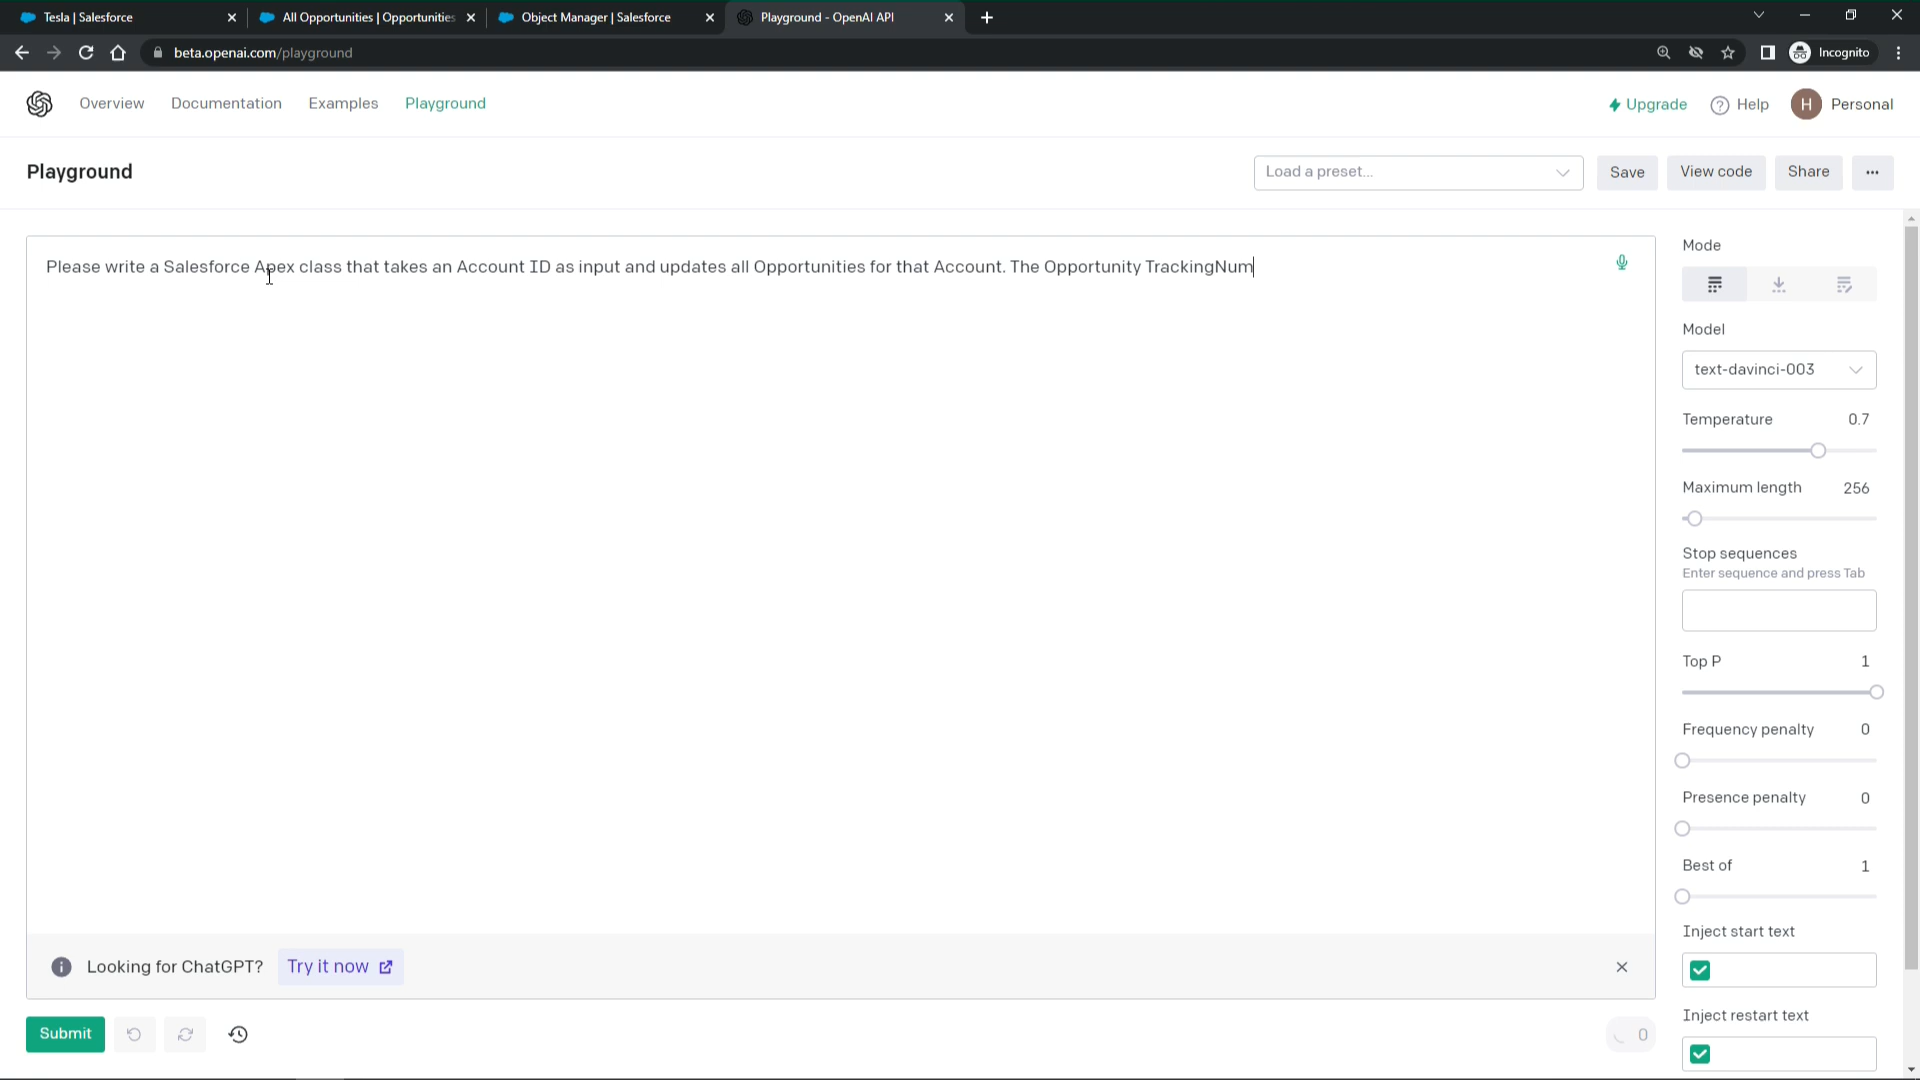 Tesla | Salesforce
All Opportunities | Opportunities
Object Manager | Salesforce
Playground - OpenAI API
beta.openai.com/playground
Incognito
Overview
Documentation
Examples
Playground
Upgrade
Help
H
Personal
Playground
Load a preset...
Save
View code
Share
Please write a Salesforce Apex class that takes an Account ID as input and updates all Opportunities for that Account. The Opportunity TrackingNum
Mode
Model
text-davinci-003
Temperature 0.7
Maximum length 256
Stop sequences
Enter sequence and press Tab
Top P 1
Frequency penalty 0
Presence penalty 0
Best of 1
Inject start text
Inject restart text
Looking for ChatGPT? Try it now
Submit
0